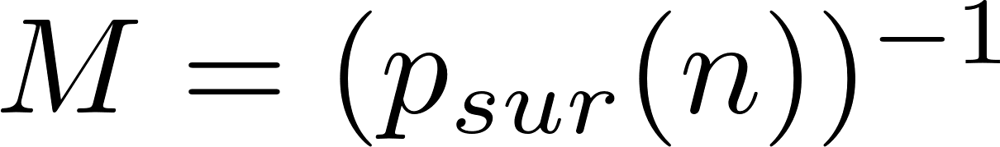 M = (p_{sur}(n))^{-1}